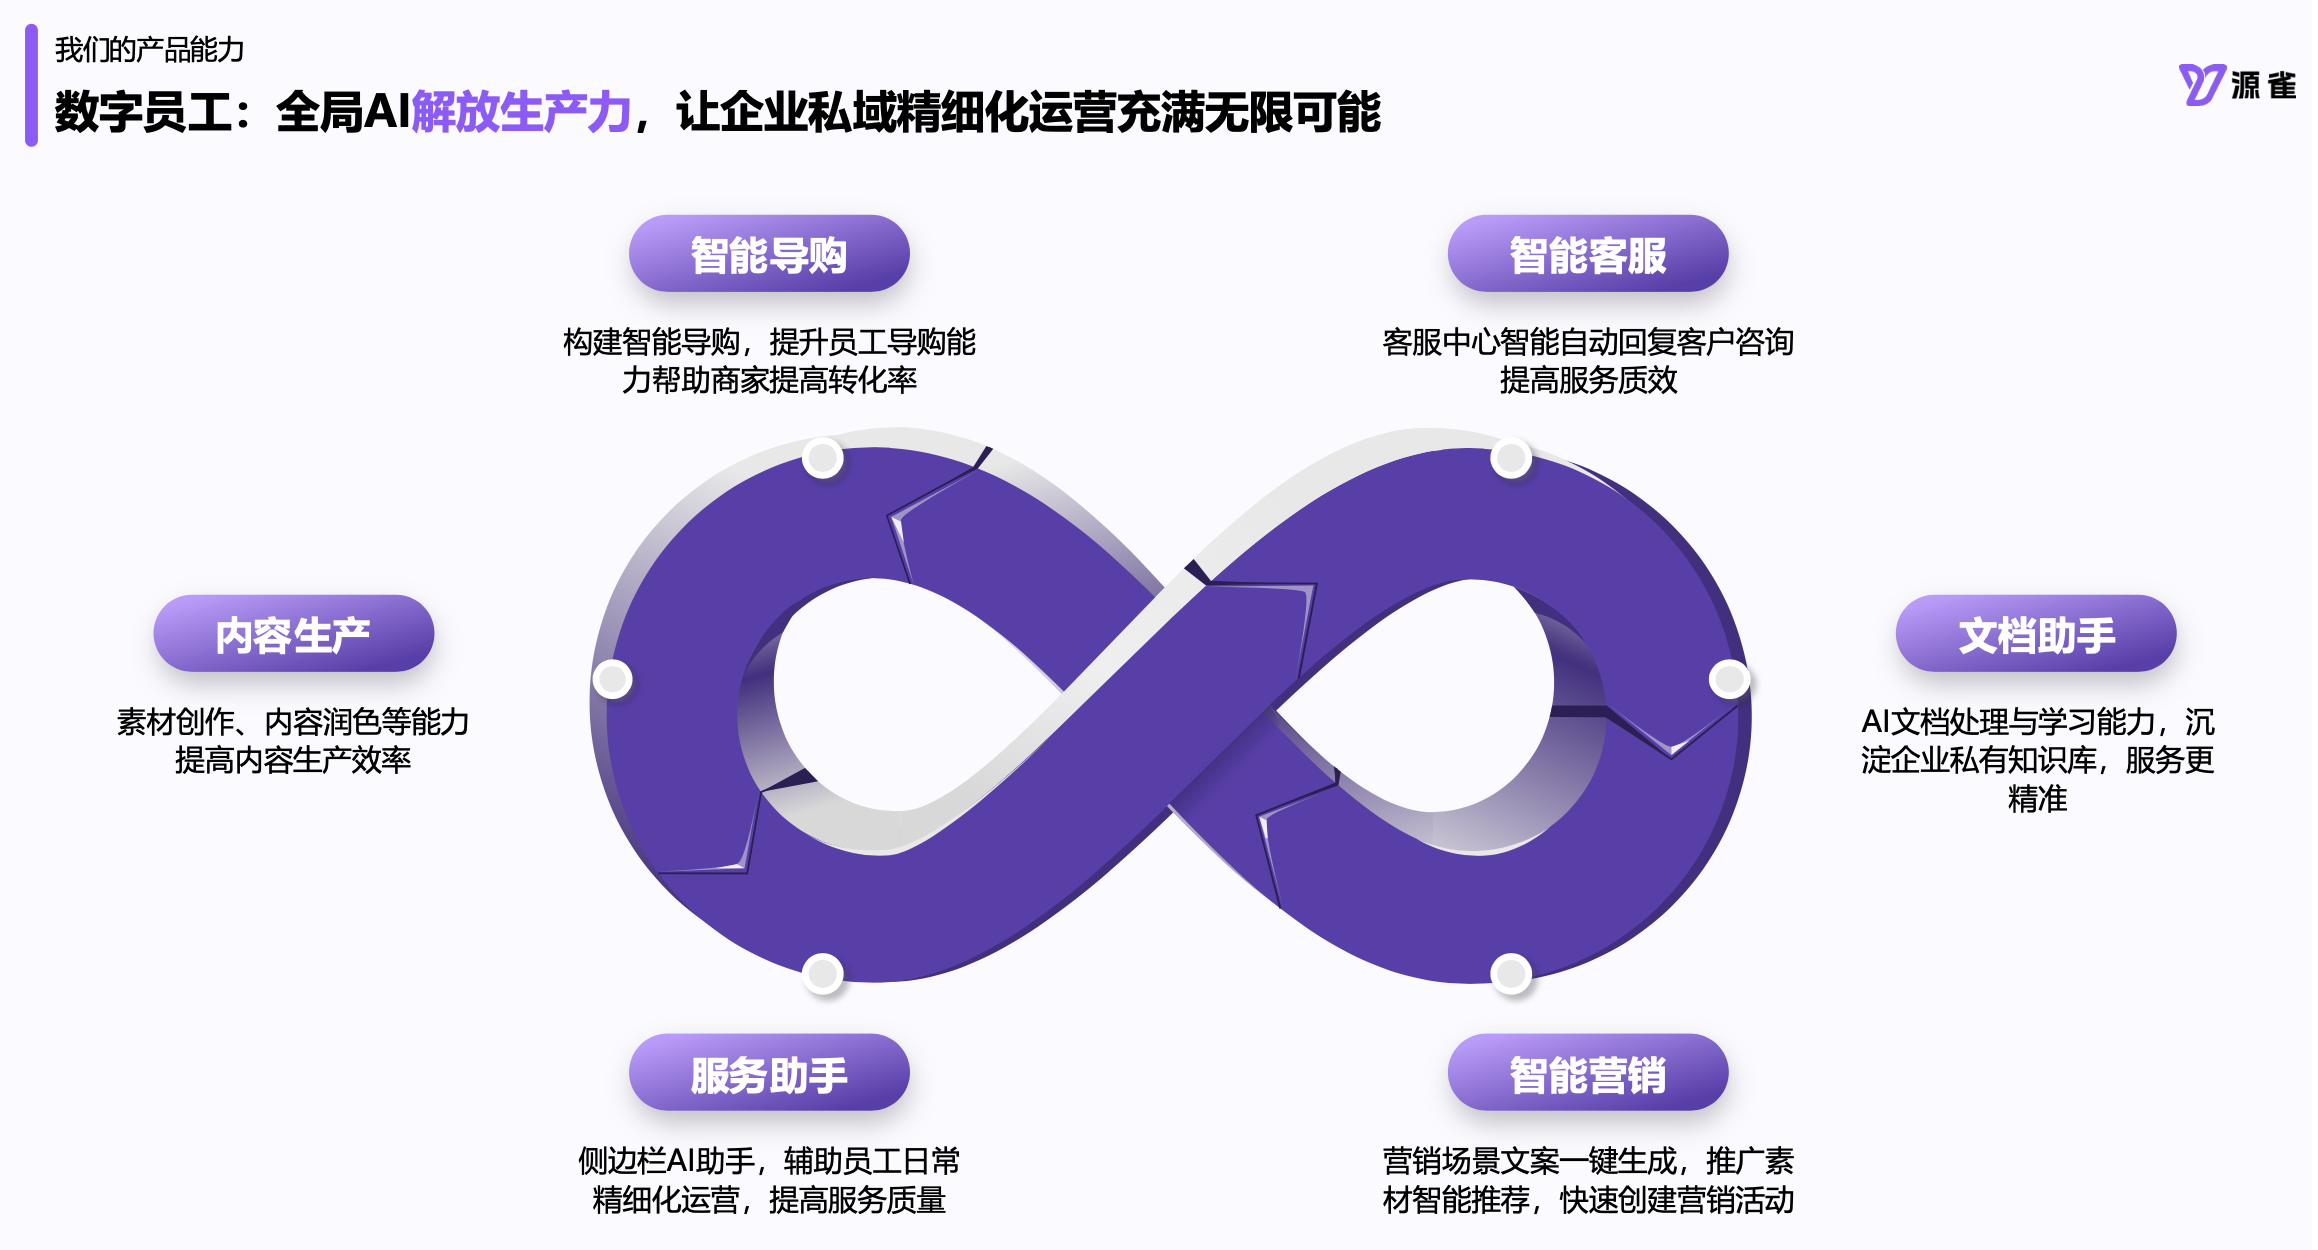 我们的产品能力
数字员工：全局AI解放生产力，让企业私域精细化运营充满无限可能
源雀
智能导购
构建智能导购，提升员工导购能
力帮助商家提高转化率
智能客服
客服中心智能自动回复客户咨询
提高服务质效
内容生产
素材创作、内容润色等能力
提高内容生产效率
文档助手
AI文档处理与学习能力，沉
淀企业私有知识库，服务更
精准
服务助手
侧边栏AI助手，辅助员工日常
精细化运营，提高服务质量
智能营销
营销场景文案一键生成，推广素
材智能推荐，快速创建营销活动